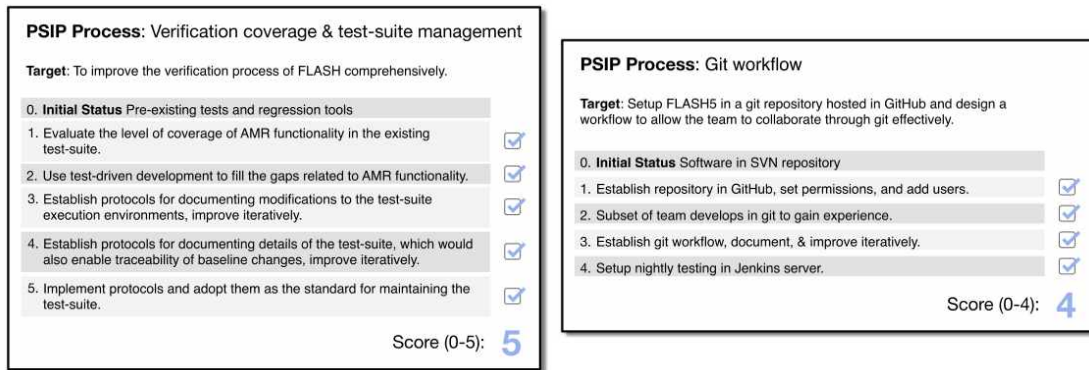 PSIP Process: Verification coverage & test-suite management
Target: To improve the verification process of FLASH comprehensively.
0. Initial Status Pre-existing tests and regression tools
1. Evaluate the level of coverage of AMR functionality in the existing
test-suite.
2. Use test-driven development to fill the gaps related to AMR functionality.
3. Establish protocols for documenting modifications to the test-suite
execution environments, improve iteratively.
4. Establish protocols for documenting details of the test-suite, which would
also enable traceability of baseline changes, improve iteratively.
5. Implement protocols and adopt them as the standard for maintaining the
test-suite.
Score (0-5): 5
PSIP Process: Git workflow
Target: Setup FLASH5 in a git repository hosted in GitHub and design a
workflow to allow the team to collaborate through git effectively.
0. Initial Status Software in SVN repository
1. Establish repository in GitHub, set permissions, and add users.
2. Subset of team develops in git to gain experience.
3. Establish git workflow, document, & improve iteratively.
4. Setup nightly testing in Jenkins server.
Score (0-4): 4